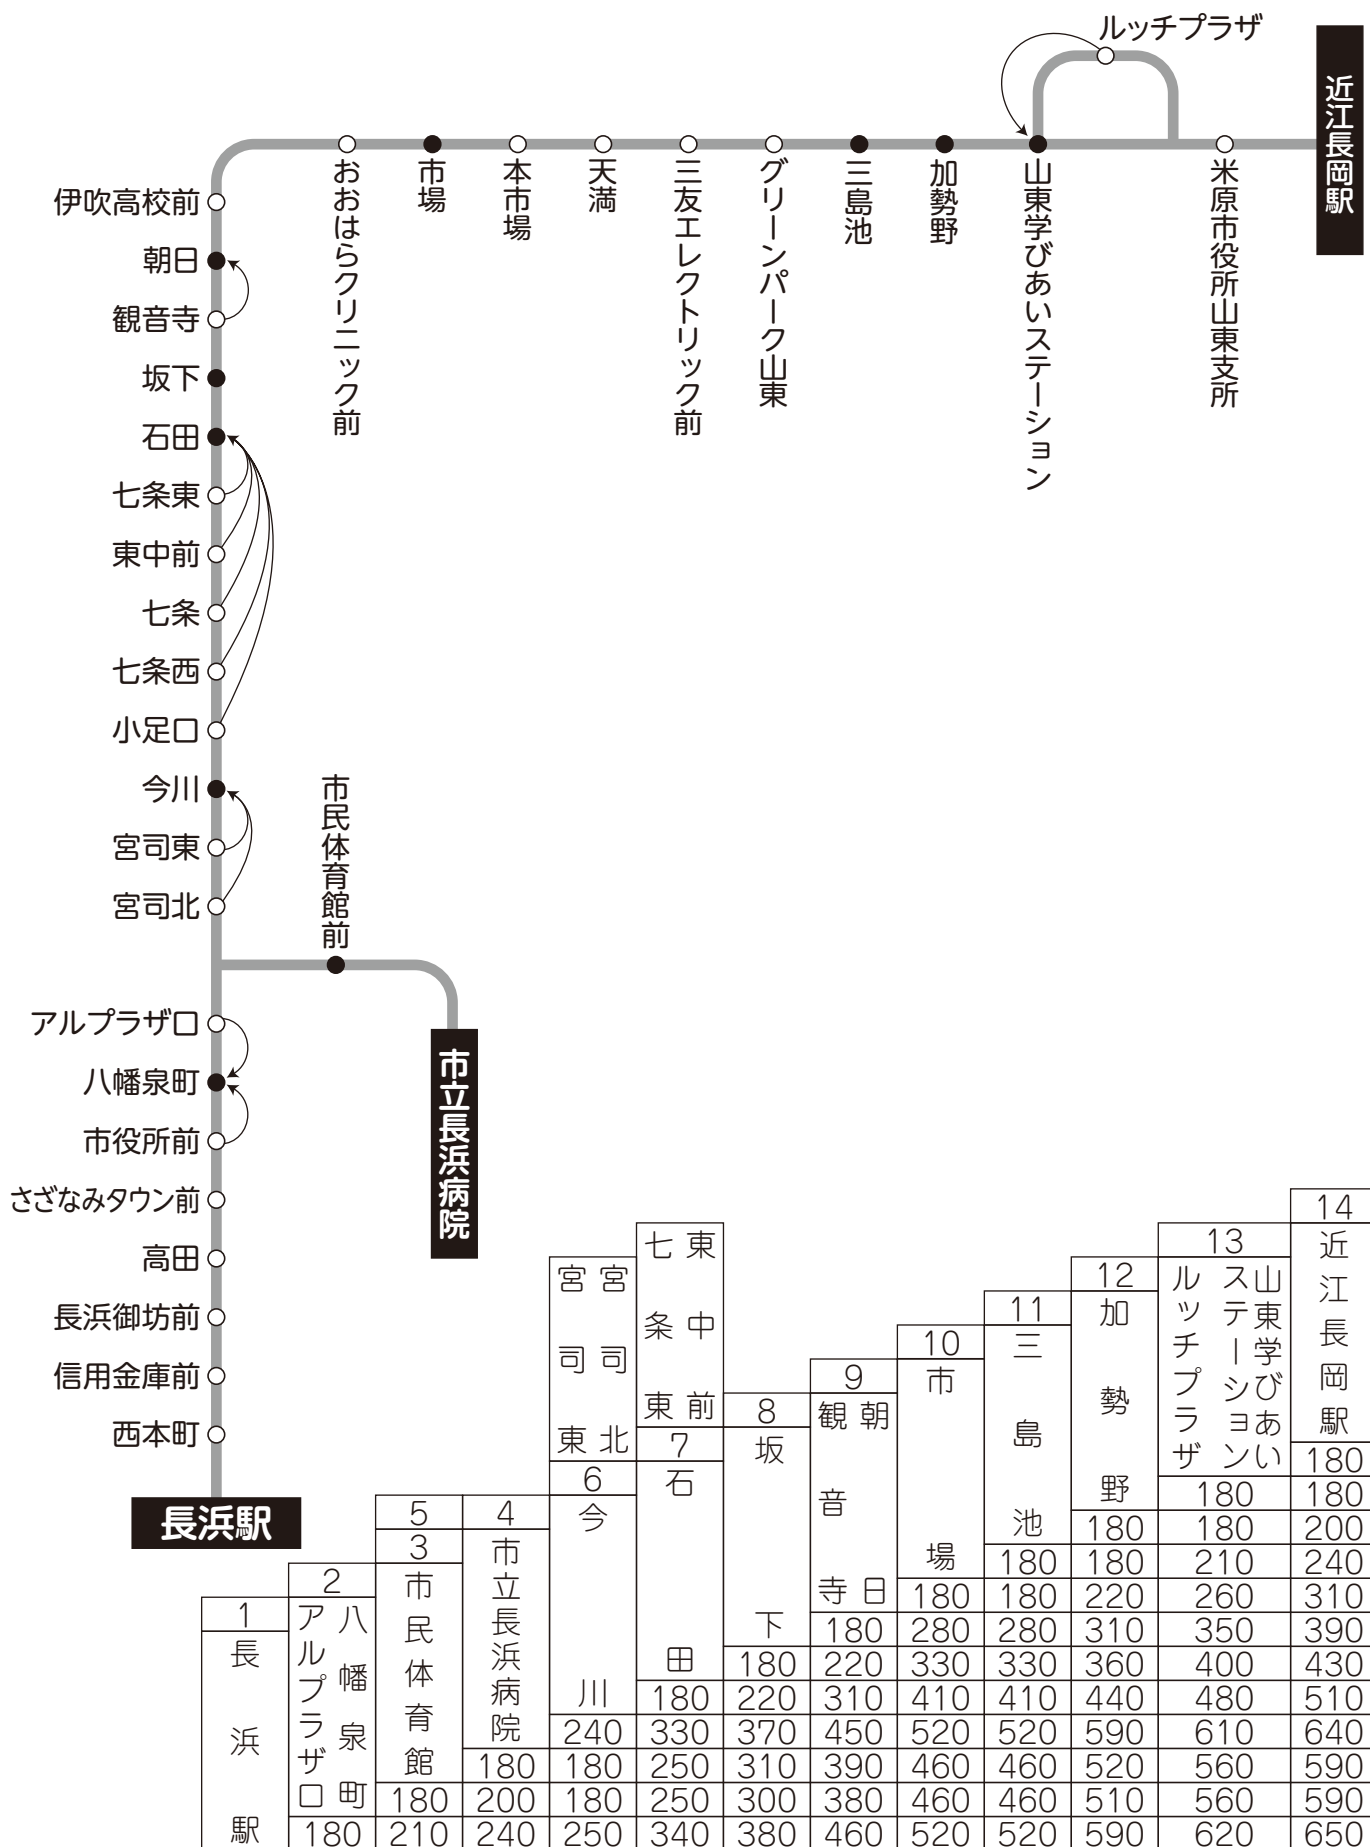 ルッチプラザ
近江長岡駅
おおはらクリニック前
市場
本市場
天満
三友エレクトリック前
グリーンパーク山東
三島池
加勢野
山東学びあいステーション
米原市役所山東支所
伊吹高校前
朝日
観音寺
坂下
石田
七条東
東中前
七条
七条西
小足口
今川
宮司東
宮司北
市民体育館前
アルプラザ口
八幡泉町
市役所前
さざなみタウン前
高田
長浜御坊前
信用金庫前
西本町
長浜駅
市立長浜病院
1
長浜駅
2
八幡泉町
アルプラザ口
5
3
市民体育館
4
市立長浜病院
宮司北
宮司東
6
今川
東中前
七条東
7
石田
8
坂下
9
朝日
観音寺
10
市場
11
三島池
12
加勢野
13
山東学びあい
ステーション
ルッチプラザ
14
近江長岡駅
180
180 180
180 180 200
180 180 210 240
180 180 220 260 310
180 280 280 310 350 390
180 220 330 330 360 400 430
180 220 310 410 410 440 480 510
240 330 370 450 520 520 590 610 640
180 180 250 310 390 460 460 520 560 590
180 200 180 250 300 380 460 460 510 560 590
180 210 240 250 340 380 460 520 520 590 620 650